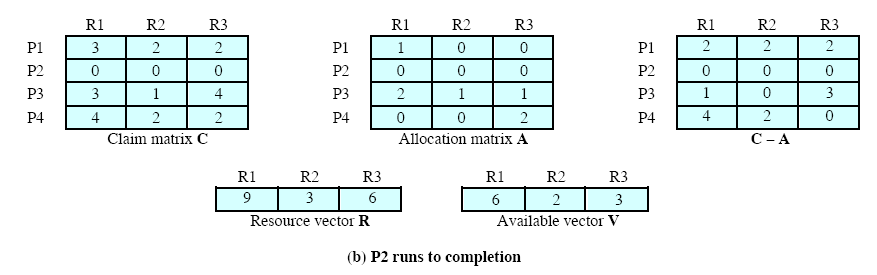 R1 R2 R3 R1 R2 R3 R1 R2 R3
P1 3 2 2 P1 1 0 0 P1 2 2 2
P2 0 0 0 P2 0 0 0 P2 0 0 0
P3 3 1 4 P3 2 1 1 P3 1 0 3
P4 4 2 2 P4 0 0 2 P4 4 2 0
Claim matrix C Allocation matrix A C – A
R1 R2 R3 R1 R2 R3
9 3 6 6 2 3
Resource vector R Available vector V
(b) P2 runs to completion